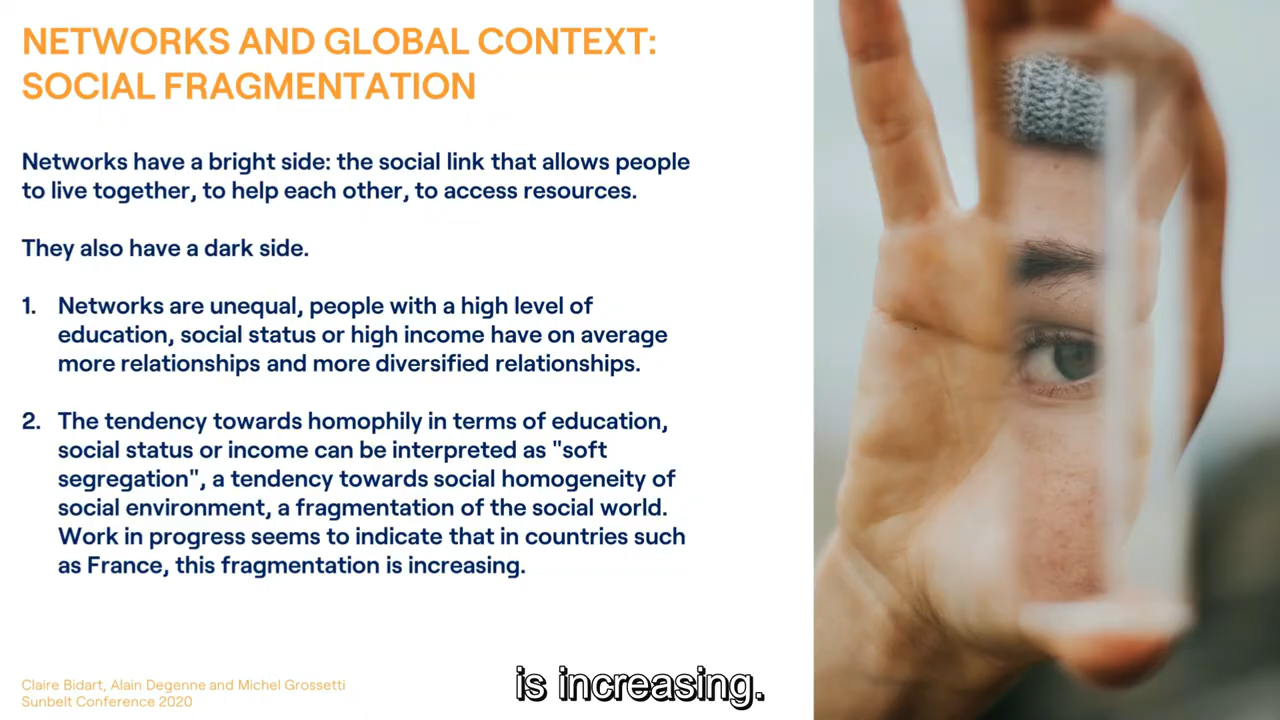 NETWORKS AND GLOBAL CONTEXT:
SOCIAL FRAGMENTATION
Networks have a bright side: the social link that allows people
to live together, to help each other, to access resources.
They also have a dark side.
1. Networks are unequal, people with a high level of
education, social status or high income have on average
more relationships and more diversified relationships.
2. The tendency towards homophily in terms of education,
social status or income can be interpreted as "soft
segregation", a tendency towards social homogeneity of
social environment, a fragmentation of the social world.
Work in progress seems to indicate that in countries such
as France, this fragmentation is increasing.
Claire Bidart, Alain Degenne and Michel Grossetti
Sunbelt Conference 2020
is increasing.